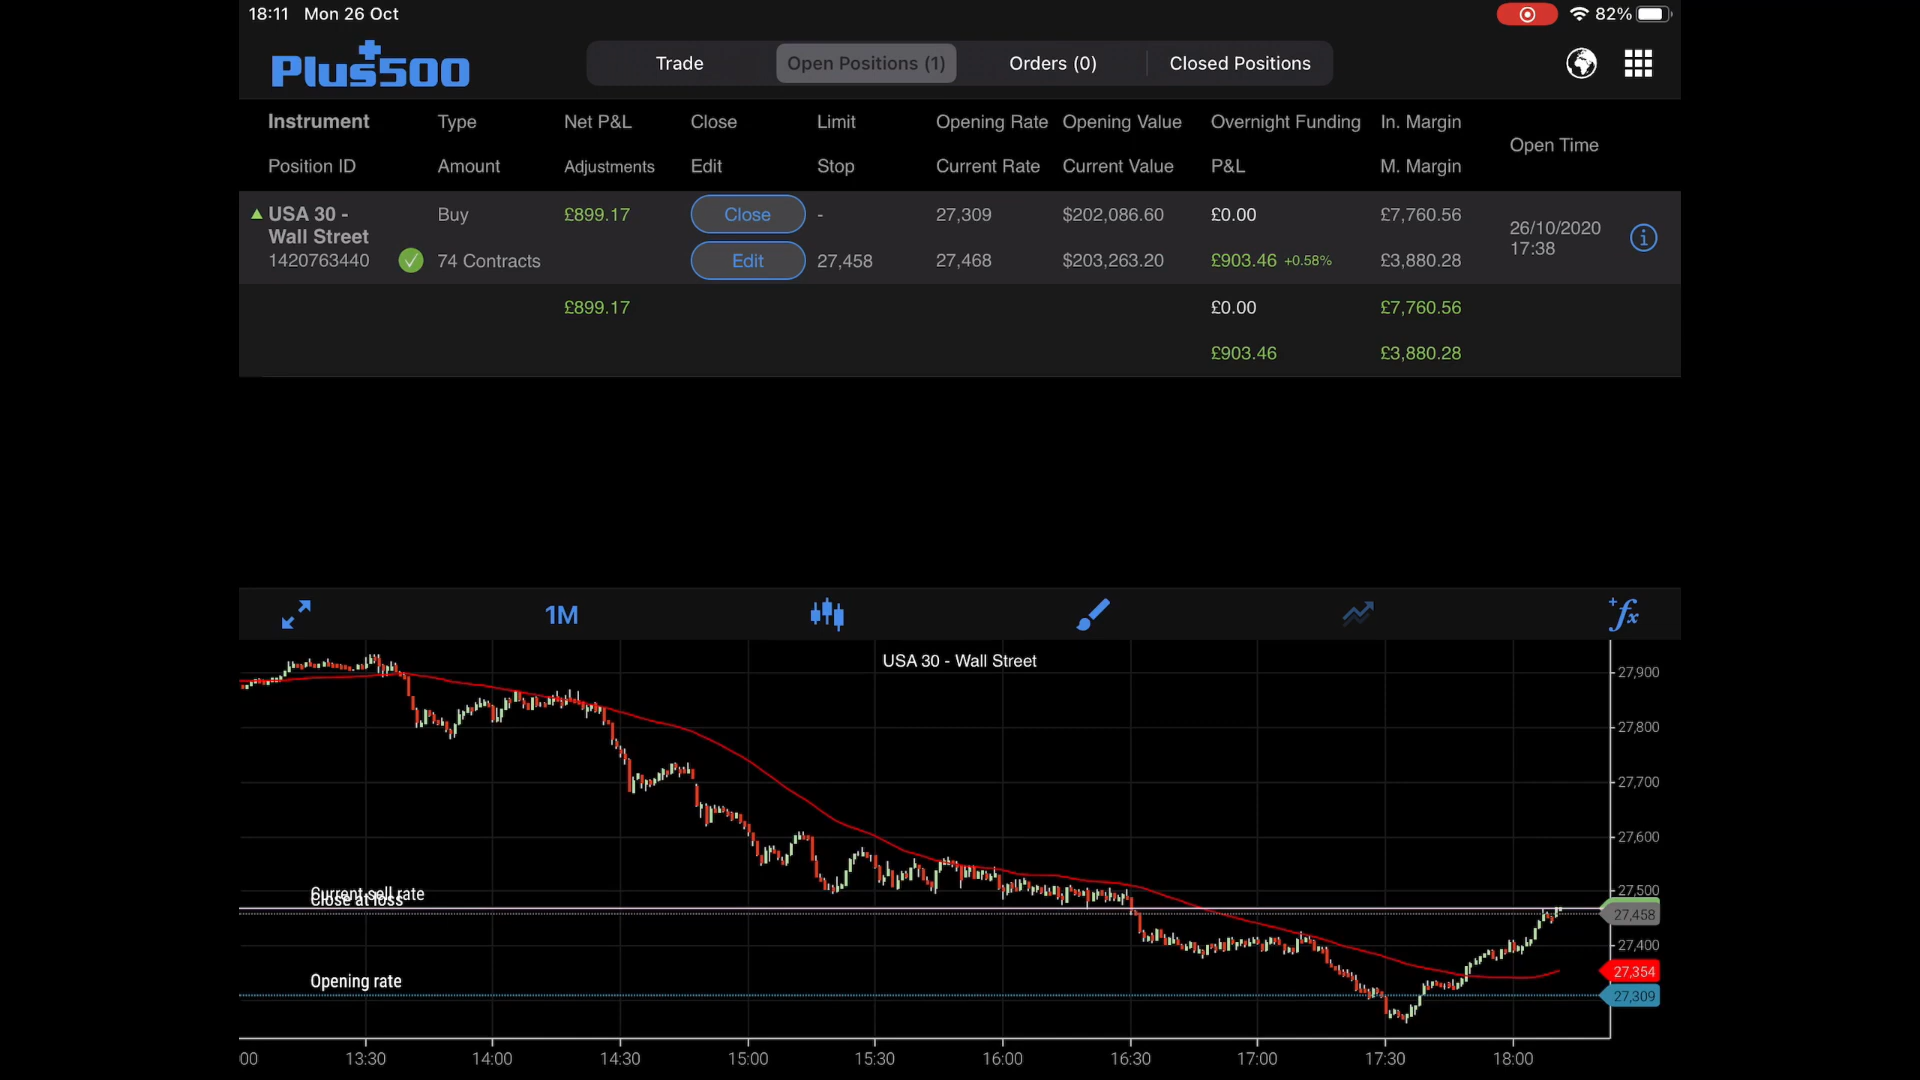 18:11 Mon 26 Oct 82%
Plus500 Trade Open Positions (1) Orders (0) Closed Positions
Instrument Type Net P&L Close Limit Opening Rate Opening Value Overnight Funding In. Margin
Open Time
Position ID Amount Adjustments Edit Stop Current Rate Current Value P&L M. Margin
USA 30 - Buy £899.17 Close - 27,309 $202,086.60 £0.00 £7,760.56
Wall Street 26/10/2020
17:38
1420763440 74 Contracts Edit 27,458 27,468 $203,263.20 £903.46 +0.58% £3,880.28
£899.17 £0.00 £7,760.56
£903.46 £3,880.28
1M
USA 30 - Wall Street
27,900
27,800
27,700
27,600
27,500
Current sell rate
Close at loss
27,458
27,400
27,354
Opening rate
27,309
:00 13:30 14:00 14:30 15:00 15:30 16:00 16:30 17:00 17:30 18:00